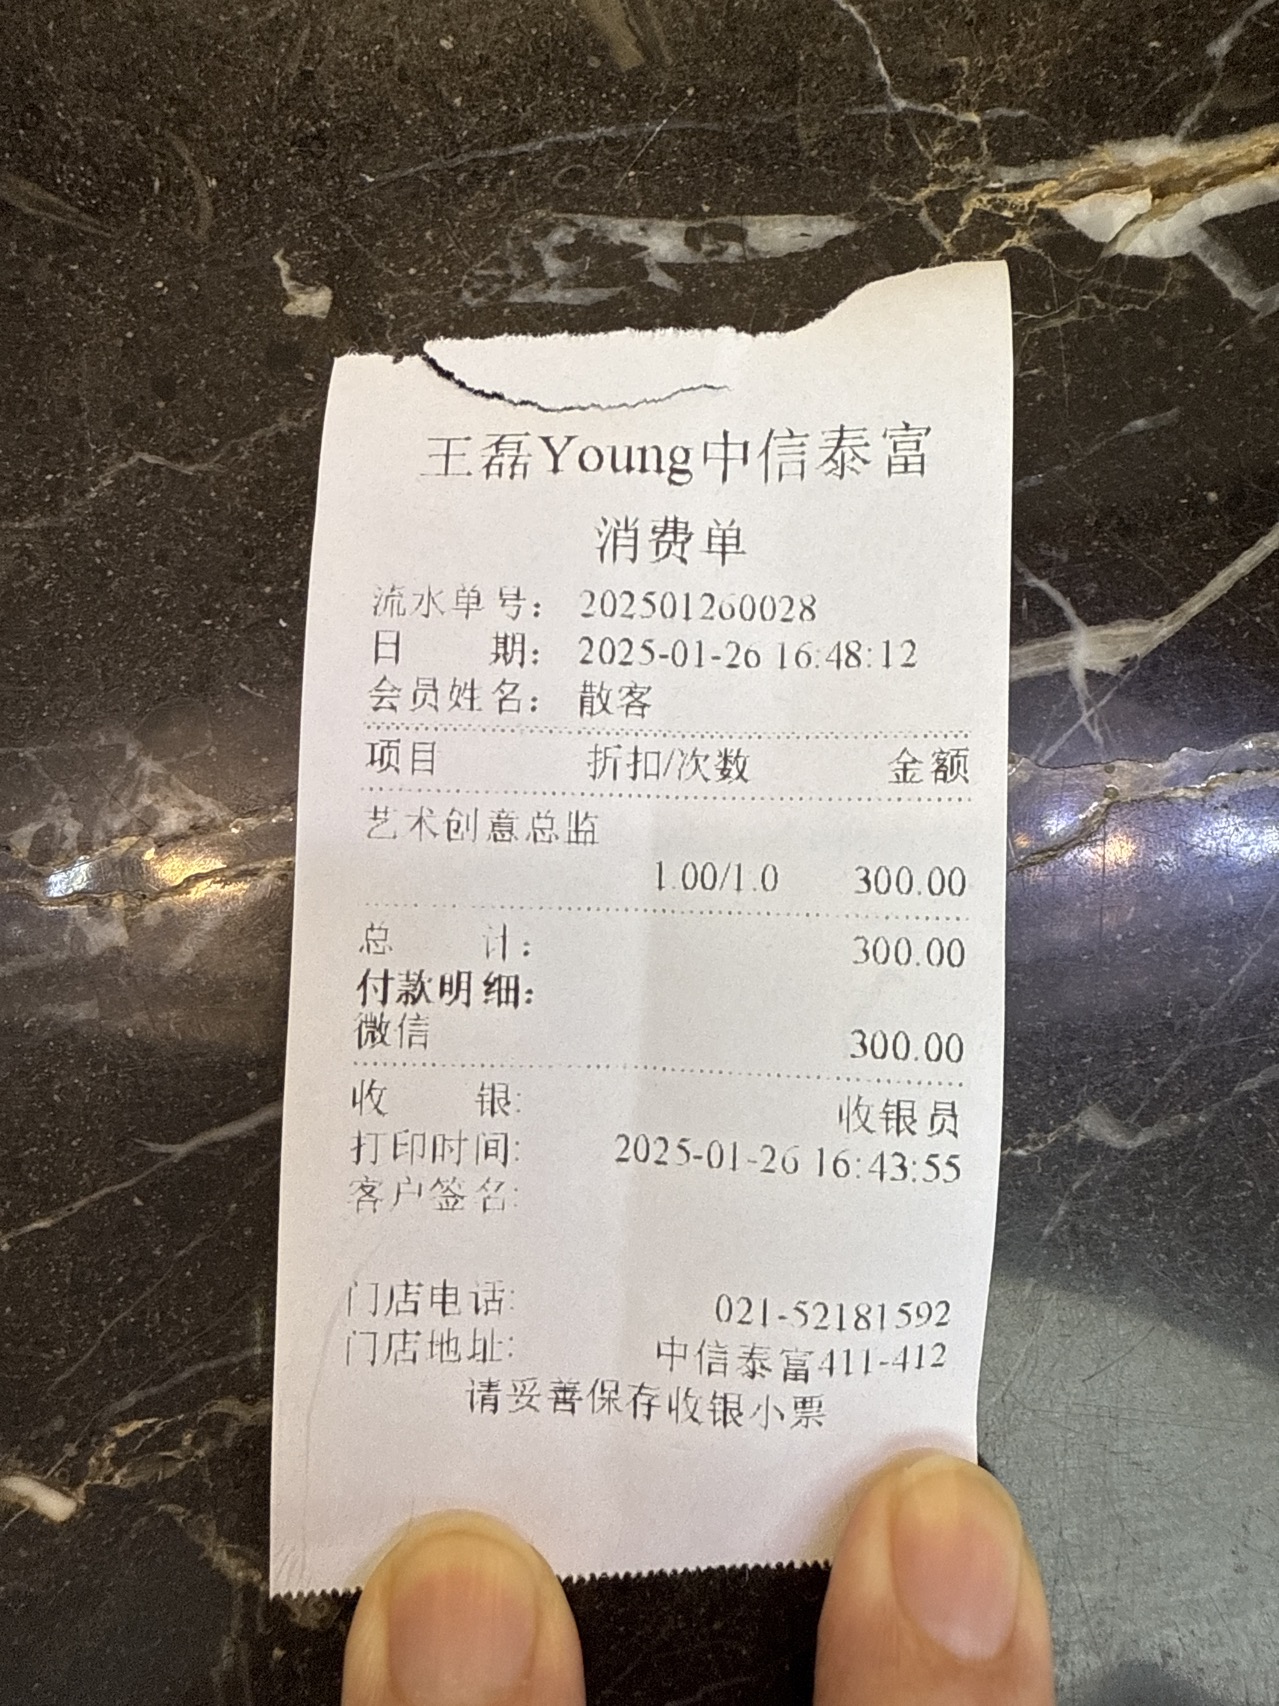 王磊Young中信泰富
消费单
流水单号: 202501260028
日 期: 2025-01-26 16:48:12
会员姓名: 散客
项目 折扣/次数 金额
艺术创意总监
1.00/1.0 300.00
总 计: 300.00
付款明细:
微信 300.00
收 银: 收银员
打印时间: 2025-01-26 16:43:55
客户签名:
门店电话: 021-52181592
门店地址: 中信泰富411-412
请妥善保存收银小票